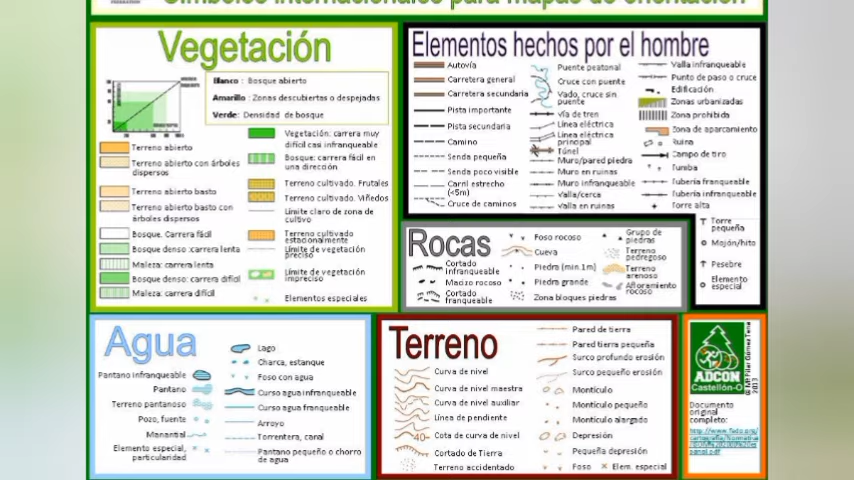 Símbolos internacionales para mapas de orientación
Vegetación
Blanco: Bosque abierto
Amarillo: Zonas descubiertas o despejadas
Verde: Densidad de bosque
Terreno abierto
Terreno abierto con árboles
dispersos
Terreno abierto basto
Terreno abierto basto con
árboles dispersos
Bosque. Carrera fácil
Bosque denso :carrera lenta
Maleza: carrera lenta
Bosque denso: carrera difícil
Maleza: carrera difícil
Vegetación: carrera muy
difícil casi infranqueable
Bosque: carrera fácil en
una dirección
Terreno cultivado. Frutales
Terreno cultivado. Viñedos
Límite claro de zona de
cultivo
Terreno cultivado
estacionalmente
Límite de vegetación
preciso
Límite de vegetación
impreciso
Elementos especiales
Elementos hechos por el hombre
Autovía
Carretera general
Carretera secundaria
Pista importante
Pista secundaria
Camino
Senda pequeña
Senda poco visible
Carril estrecho
(<5m)
Cruce de caminos
Puente peatonal
Cruce con puente
Vado, cruce sin
puente
Vía de tren
Línea eléctrica
Línea eléctrica
principal
Túnel
Muro/pared piedra
Muro en ruinas
Muro infranqueable
Valla/cerca
Valla en ruinas
Valla infranqueable
Punto de paso o cruce
Edificación
Zonas urbanizadas
Zona prohibida
Zona de aparcamiento
Ruina
Campo de tiro
Tumba
Tubería franqueable
Tubería infranqueable
Torre alta
Torre
pequeña
Mojón/hito
Pesebre
Elemento
especial
Rocas
Cortado
infranqueable
Macizo rocoso
Cortado
franqueable
Foso rocoso
Cueva
Piedra (min.1m)
Piedra grande
Zona bloques piedras
Grupo de
piedras
Terreno
pedregoso
Terreno
arenoso
Afloramiento
rocoso
Agua
Pantano infranqueable
Pantano
Terreno pantanoso
Pozo, fuente
Manantial
Elemento especial,
particularidad
Lago
Charca, estanque
Foso con agua
Curso agua infranqueable
Curso agua franqueable
Arroyo
Torrentera, canal
Pantano pequeño o chorro
de agua
Terreno
Curva de nivel
Curva de nivel maestra
Curva de nivel auxiliar
Línea de pendiente
40
Cota de curva de nivel
Cortado de Tierra
Terreno accidentado
Pared de tierra
Pared tierra pequeña
Surco profundo erosión
Surco pequeño erosión
Montículo
Montículo pequeño
Montículo alargado
Depresión
Pequeña depresión
Foso
Elem. especial
ADCON
Castellón-O
Documento
original
completo: